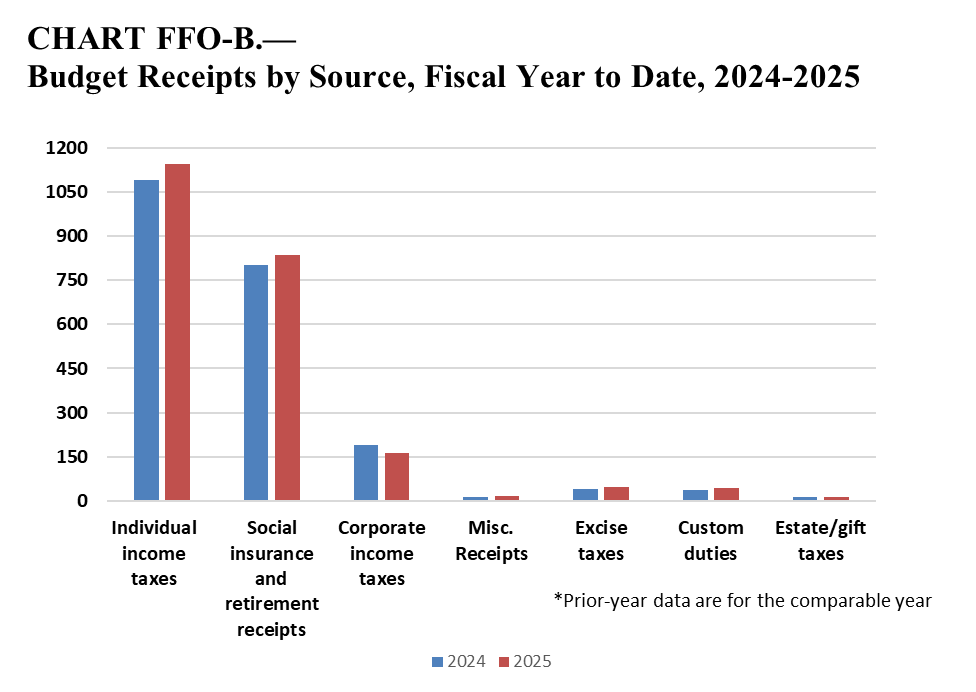 CHART FFO-B.—
Budget Receipts by Source, Fiscal Year to Date, 2024-2025
1200
1050
900
750
600
450
300
150
0
Individual
income
taxes
Social
insurance
and
retirement
receipts
Corporate
income
taxes
Misc.
Receipts
Excise
taxes
Custom
duties
Estate/gift
taxes
*Prior-year data are for the comparable year
2024 2025